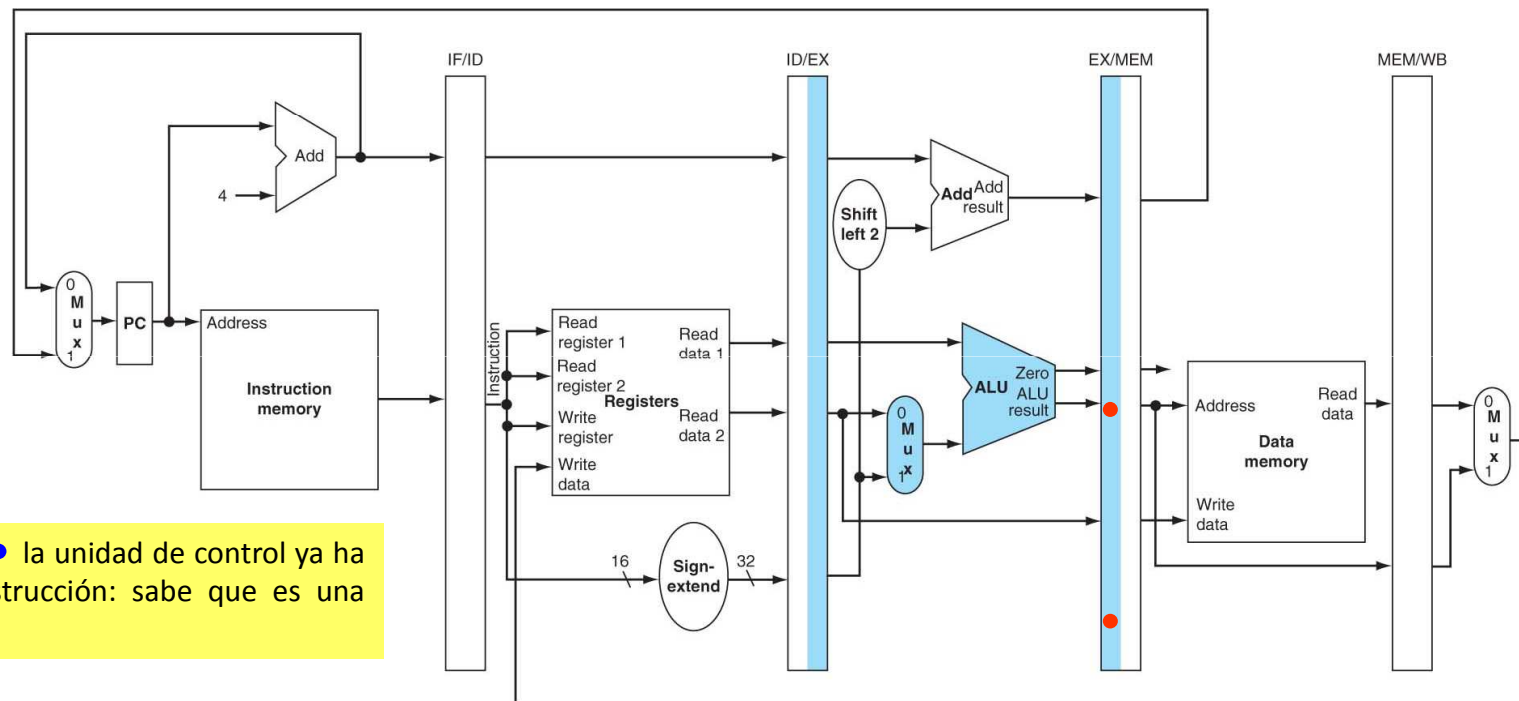 IF/ID
ID/EX
EX/MEM
MEM/WB
Add
4
Add Add
result
Shift
left 2
0
M
u
x
1
PC
Address
Instruction
memory
Instruction
Read
register 1
Read
register 2
Write
register
Write
data
Registers
Read
data 1
Read
data 2
0
M
u
x
1
Zero
ALU ALU
result
Address
Read
data
Data
memory
Write
data
0
M
u
x
1
16
Sign-
extend
32
• la unidad de control ya ha
strucción: sabe que es una